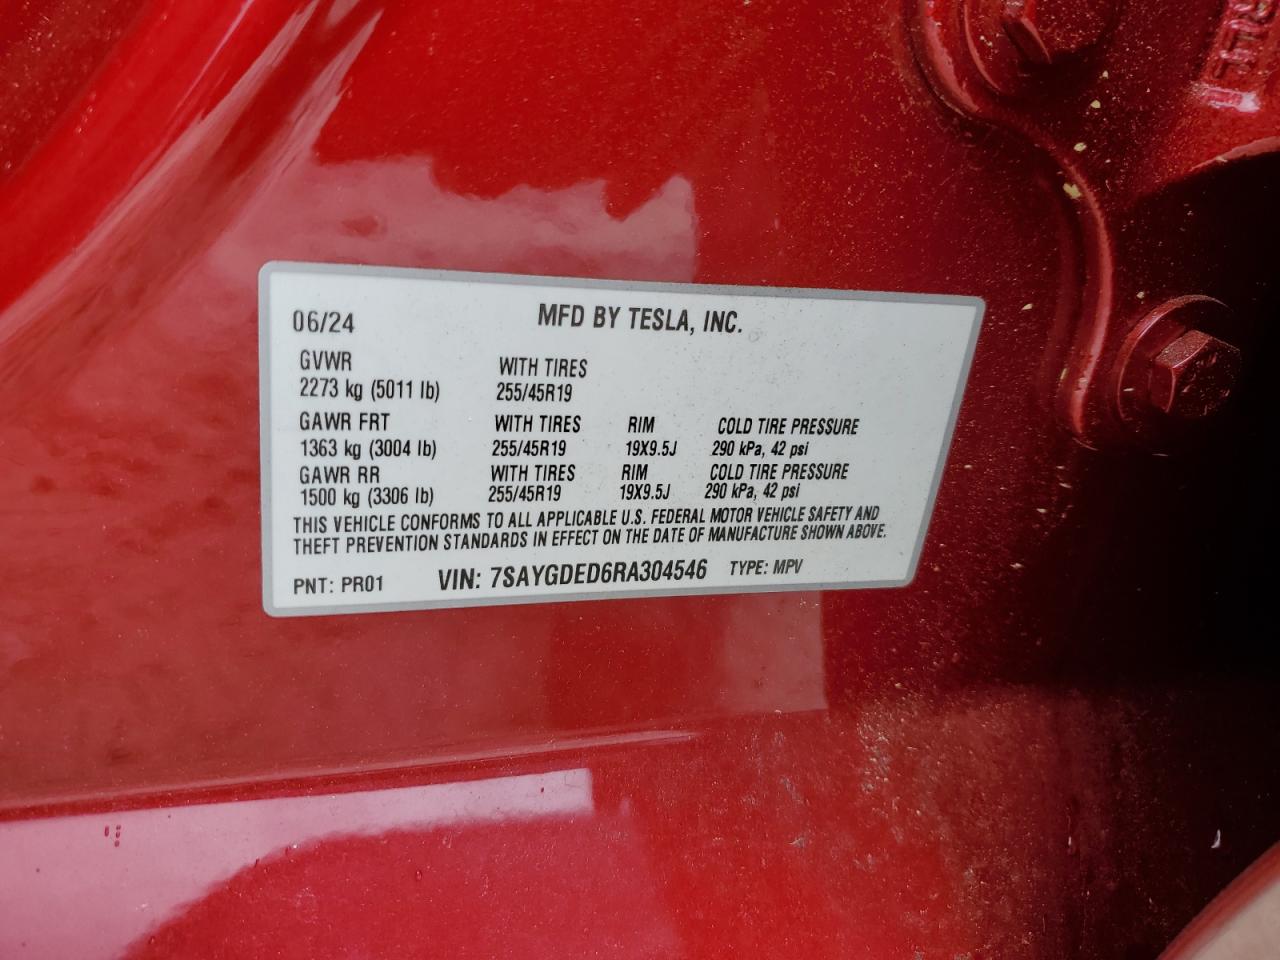 06/24 MFD BY TESLA, INC.
GVWR WITH TIRES
2273 kg (5011 lb) 255/45R19
GAWR FRT WITH TIRES RIM COLD TIRE PRESSURE
1363 kg (3004 lb) 255/45R19 19X9.5J 290 kPa, 42 psi
GAWR RR WITH TIRES RIM COLD TIRE PRESSURE
1500 kg (3306 lb) 255/45R19 19X9.5J 290 kPa, 42 psi
THIS VEHICLE CONFORMS TO ALL APPLICABLE U.S. FEDERAL MOTOR VEHICLE SAFETY AND
THEFT PREVENTION STANDARDS IN EFFECT ON THE DATE OF MANUFACTURE SHOWN ABOVE.
PNT: PR01 VIN: 7SAYGDED6RA304546 TYPE: MPV